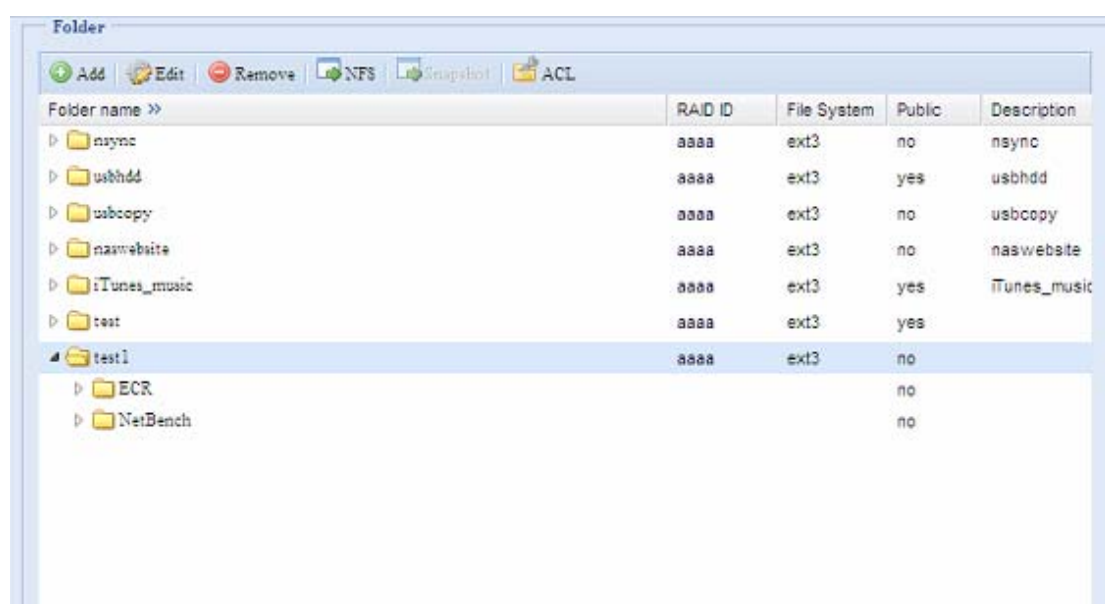 Folder
Add Edit Remove NFS Snapshot ACL
Folder name » RAID ID File System Public Description
nsync aaaa ext3 no nsync
usbhdd aaaa ext3 yes usbhdd
usbcopy aaaa ext3 no usbcopy
naswebsite aaaa ext3 no naswebsite
iTunes_music aaaa ext3 yes iTunes_music
test aaaa ext3 yes
test1 aaaa ext3 no
ECR no
NetBench no